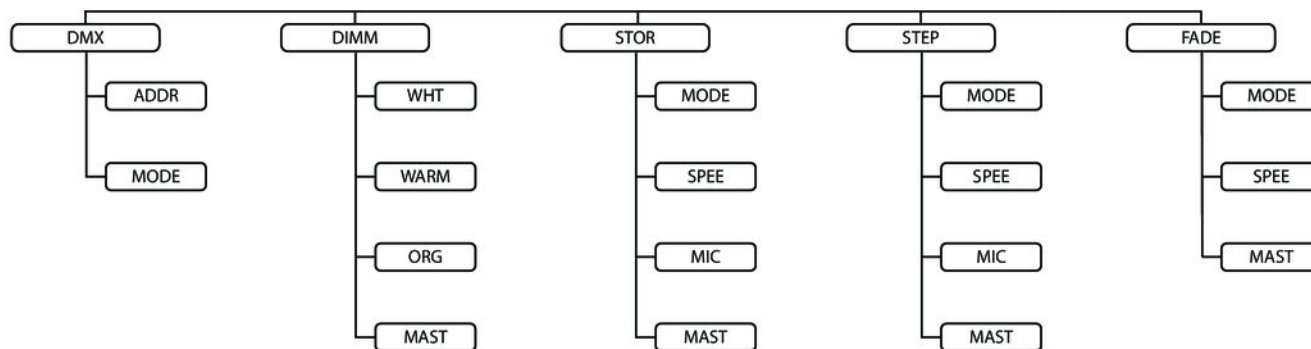 DMX DIMM STOR STEP FADE
ADDR WHT MODE MODE MODE
MODE WARM SPEE SPEE SPEE
ORG MIC MIC MAST
MAST MAST MAST